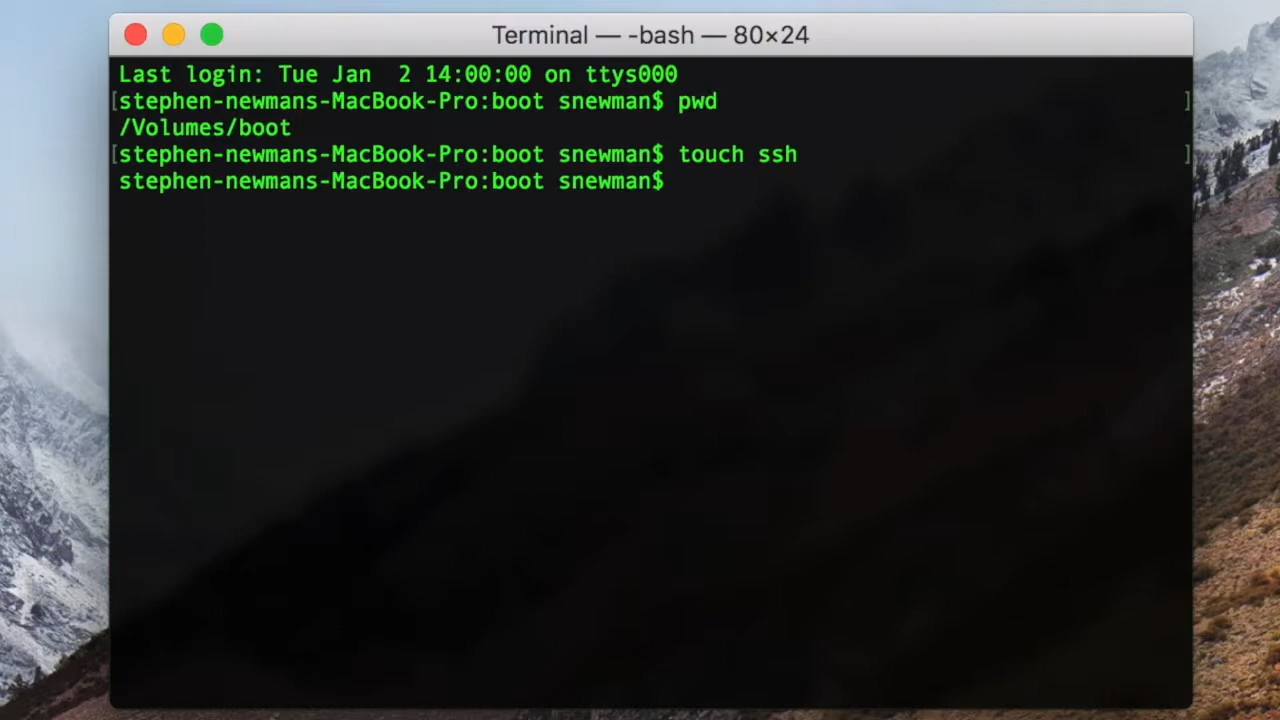 Terminal — -bash — 80×24
Last login: Tue Jan  2 14:00:00 on ttys000
[stephen-newmans-MacBook-Pro:boot snewman$ pwd ]
/Volumes/boot
[stephen-newmans-MacBook-Pro:boot snewman$ touch ssh ]
stephen-newmans-MacBook-Pro:boot snewman$